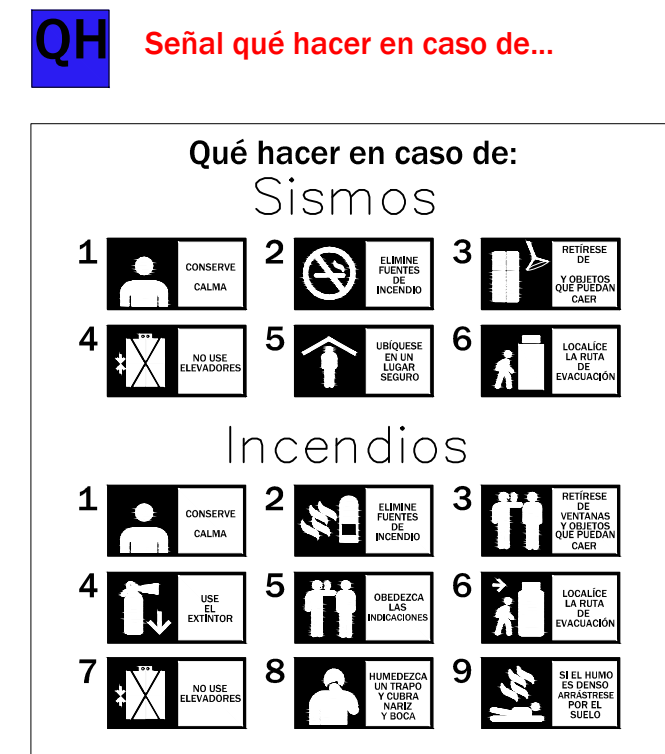 QH
Señal qué hacer en caso de...
Qué hacer en caso de:
Sismos
1
CONSERVE
CALMA
2
ELIMINE
FUENTES
DE
INCENDIO
3
RETÍRESE
DE
Y OBJETOS
QUE PUEDAN
CAER
4
NO USE
ELEVADORES
5
UBÍQUESE
EN UN
LUGAR
SEGURO
6
LOCALÍCE
LA RUTA
DE
EVACUACIÓN
Incendios
1
CONSERVE
CALMA
2
ELIMINE
FUENTES
DE
INCENDIO
3
RETÍRESE
DE
VENTANAS
Y OBJETOS
QUE PUEDAN
CAER
4
USE
EL
EXTINTOR
5
OBEDEZCA
LAS
INDICACIONES
6
LOCALÍCE
LA RUTA
DE
EVACUACIÓN
7
NO USE
ELEVADORES
8
HUMEDEZCA
UN TRAPO
Y CUBRA
NARIZ
Y BOCA
9
SI EL HUMO
ES DENSO
ARRÁSTRESE
POR EL
SUELO